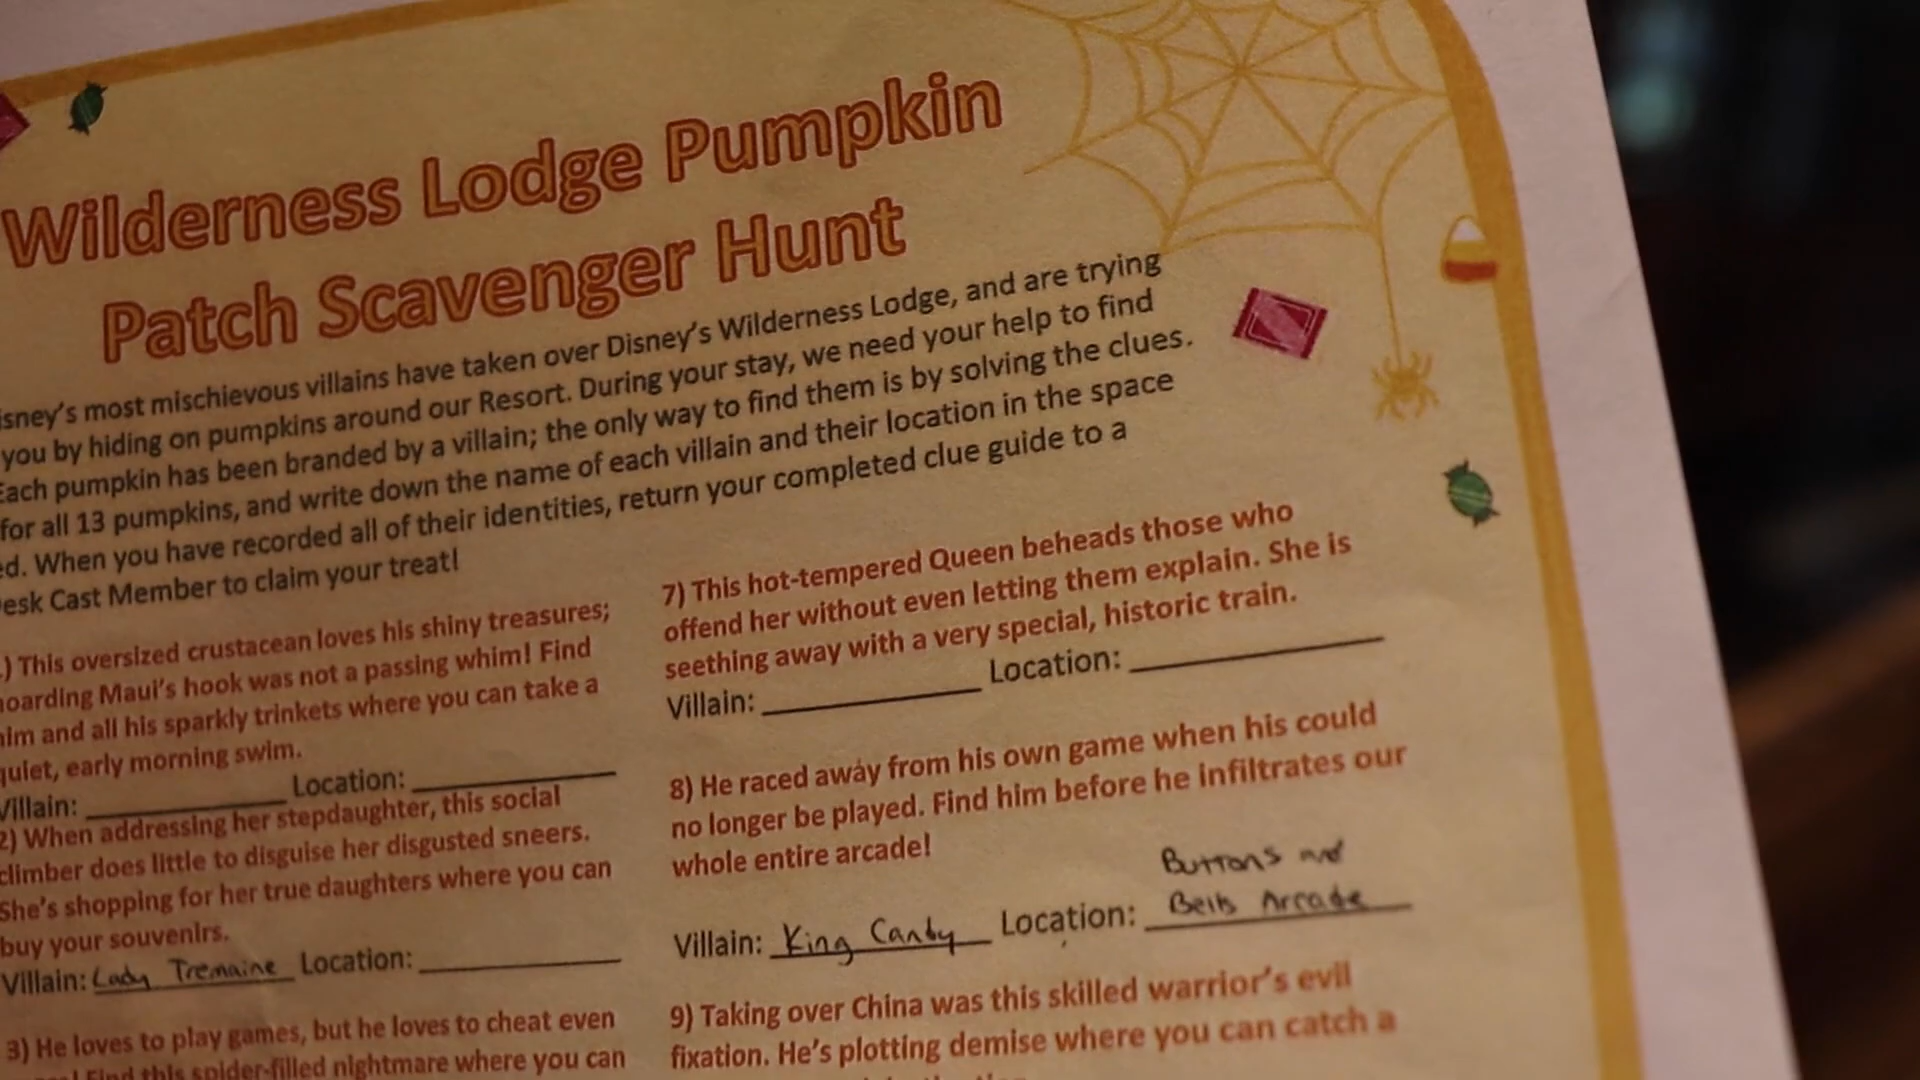 Wilderness Lodge Pumpkin
Patch Scavenger Hunt
isney's most mischievous villains have taken over Disney's Wilderness Lodge, and are trying
you by hiding on pumpkins around our Resort. During your stay, we need your help to find
Each pumpkin has been branded by a villain; the only way to find them is by solving the clues.
for all 13 pumpkins, and write down the name of each villain and their location in the space
ed. When you have recorded all of their identities, return your completed clue guide to a
esk Cast Member to claim your treat!
.) This oversized crustacean loves his shiny treasures;
hoarding Maui's hook was not a passing whim! Find
him and all his sparkly trinkets where you can take a
quiet, early morning swim.
Villain: Location:
2) When addressing her stepdaughter, this social
climber does little to disguise her disgusted sneers.
She's shopping for her true daughters where you can
buy your souvenirs.
Villain: Lady Tremaine Location:
3) He loves to play games, but he loves to cheat even
Find this spider-filled nightmare where you can
7) This hot-tempered Queen beheads those who
offend her without even letting them explain. She is
seething away with a very special, historic train.
Villain: Location:
8) He raced away from his own game when his could
no longer be played. Find him before he infiltrates our
whole entire arcade!
Villain: King Candy Location: Buttons and
Bells Arcade
9) Taking over China was this skilled warrior's evil
fixation. He's plotting demise where you can catch a